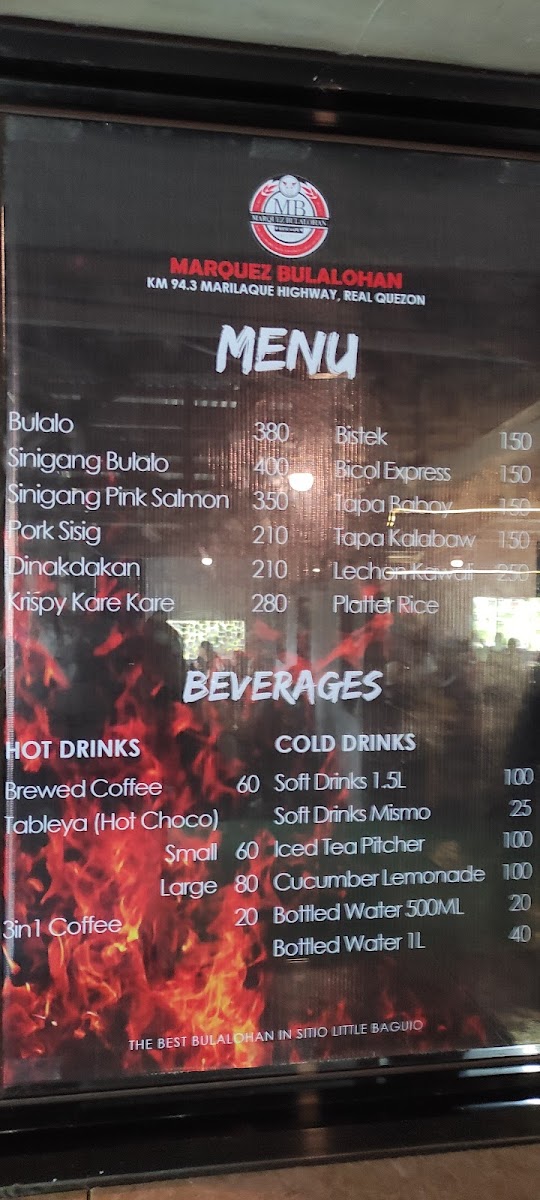 MB
MARQUEZ BULALOHAN
MARQUEZ BULALOHAN
KM 94.3 MARILAQUE HIGHWAY, REAL QUEZON
MENU
Bulalo 380
Sinigang Bulalo 400
Sinigang Pink Salmon 350
Pork Sisig 210
Dinakdakan 210
Krispy Kare Kare 280
Bistek 150
Bicol Express 150
Tapa Baboy 150
Tapa Kalabaw 150
Lechon Kawali 250
Platter Rice
BEVERAGES
HOT DRINKS
Brewed Coffee 60
Tableya (Hot Choco)
Small 60
Large 80
3in1 Coffee 20
COLD DRINKS
Soft Drinks 1.5L 100
Soft Drinks Mismo 25
Iced Tea Pitcher 100
Cucumber Lemonade 100
Bottled Water 500ML 20
Bottled Water 1L 40
THE BEST BULALOHAN IN SITIO LITTLE BAGUIO